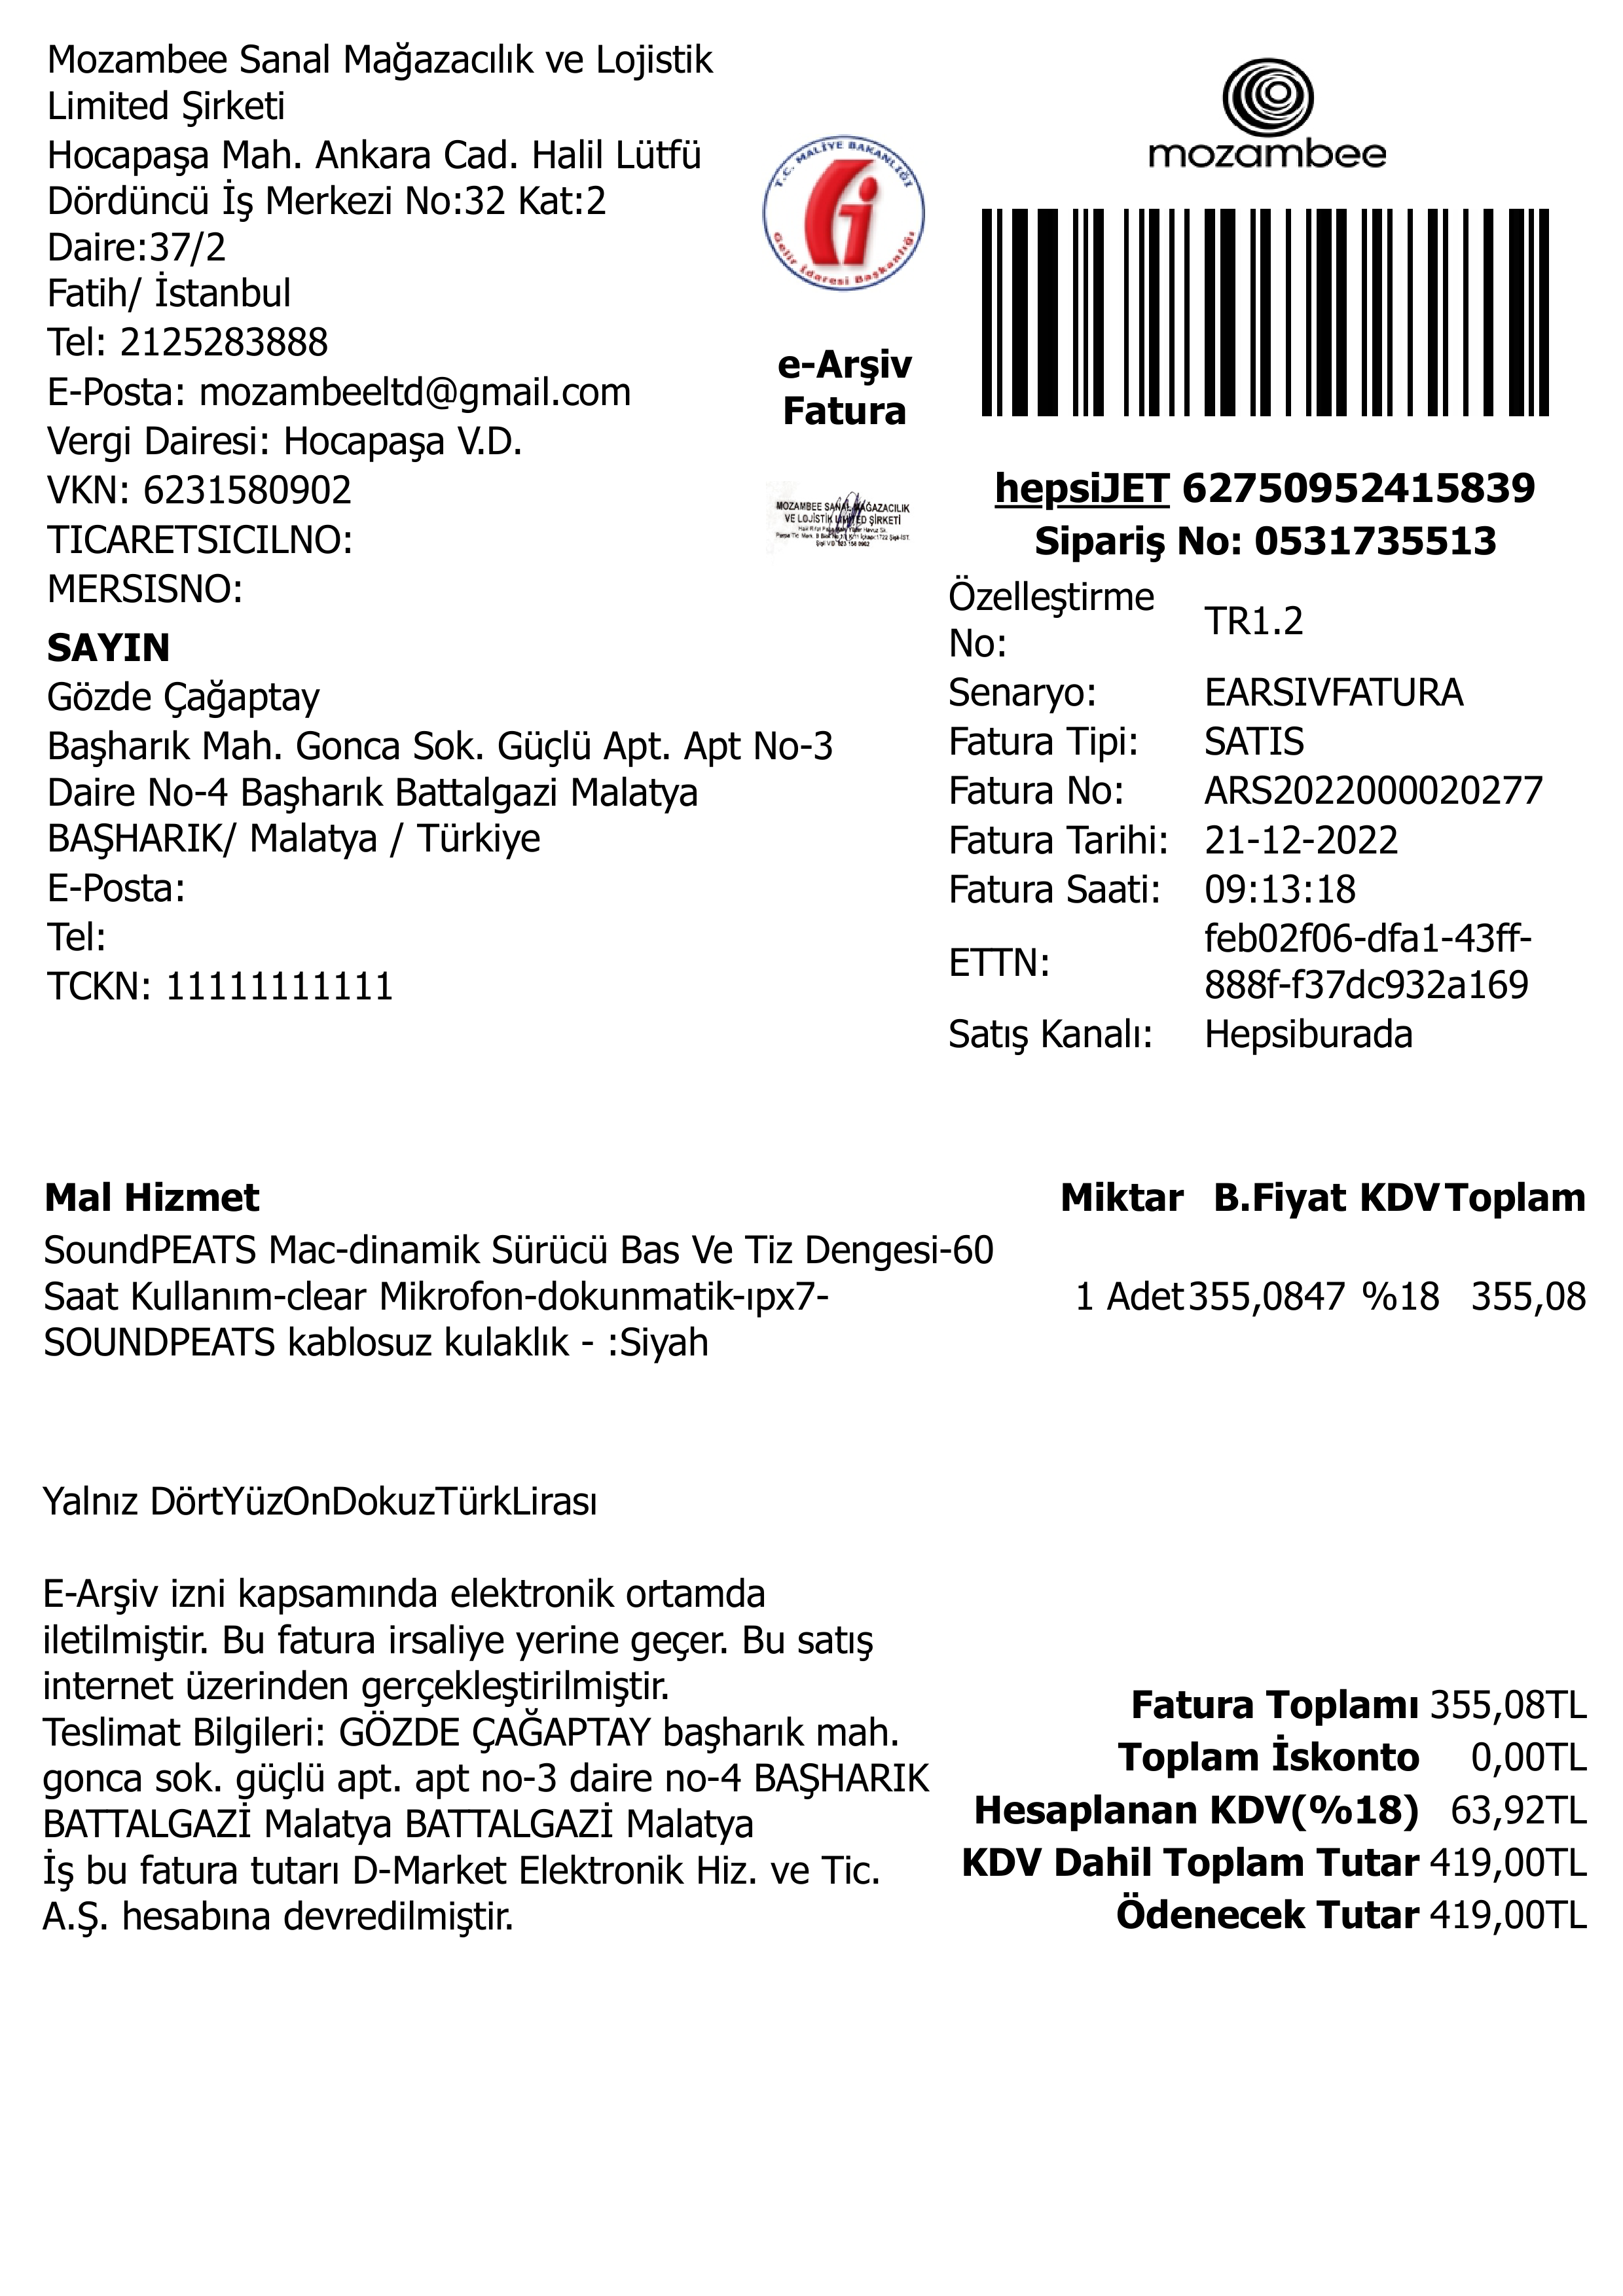 Mozambee Sanal Mağazacılık ve Lojistik
Limited Şirketi
Hocapaşa Mah. Ankara Cad. Halil Lütfü
Dördüncü İş Merkezi No:32 Kat:2
Daire:37/2
Fatih/ İstanbul
Tel: 2125283888
E-Posta: mozambeeltd@gmail.com
Vergi Dairesi: Hocapaşa V.D.
VKN: 6231580902
TICARETSICILNO:
MERSISNO:
T.C. MALİYE BAKANLIĞI
Gelir İdaresi Başkanlığı
e-Arşiv
Fatura
MOZAMBEE SANAL MAĞAZACILIK
VE LOJİSTİK LİMİTED ŞİRKETİ
mozambee
hepsiJET 62750952415839
Sipariş No: 0531735513
SAYIN
Gözde Çağaptay
Başharık Mah. Gonca Sok. Güçlü Apt. Apt No-3
Daire No-4 Başharık Battalgazi Malatya
BAŞHARIK/ Malatya / Türkiye
E-Posta:
Tel:
TCKN: 11111111111
Özelleştirme
No: TR1.2
Senaryo: EARSIVFATURA
Fatura Tipi: SATIS
Fatura No: ARS2022000020277
Fatura Tarihi: 21-12-2022
Fatura Saati: 09:13:18
ETTN: feb02f06-dfa1-43ff-
888f-f37dc932a169
Satış Kanalı: Hepsiburada
Mal Hizmet Miktar B.Fiyat KDV Toplam
SoundPEATS Mac-dinamik Sürücü Bas Ve Tiz Dengesi-60
Saat Kullanım-clear Mikrofon-dokunmatik-ıpx7- 1 Adet 355,0847 %18 355,08
SOUNDPEATS kablosuz kulaklık - :Siyah
Yalnız DörtYüzOnDokuzTürkLirası
E-Arşiv izni kapsamında elektronik ortamda
iletilmiştir. Bu fatura irsaliye yerine geçer. Bu satış
internet üzerinden gerçekleştirilmiştir.
Teslimat Bilgileri: GÖZDE ÇAĞAPTAY başharık mah.
gonca sok. güçlü apt. apt no-3 daire no-4 BAŞHARIK
BATTALGAZİ Malatya BATTALGAZİ Malatya
İş bu fatura tutarı D-Market Elektronik Hiz. ve Tic.
A.Ş. hesabına devredilmiştir.
Fatura Toplamı 355,08TL
Toplam İskonto 0,00TL
Hesaplanan KDV(%18) 63,92TL
KDV Dahil Toplam Tutar 419,00TL
Ödenecek Tutar 419,00TL